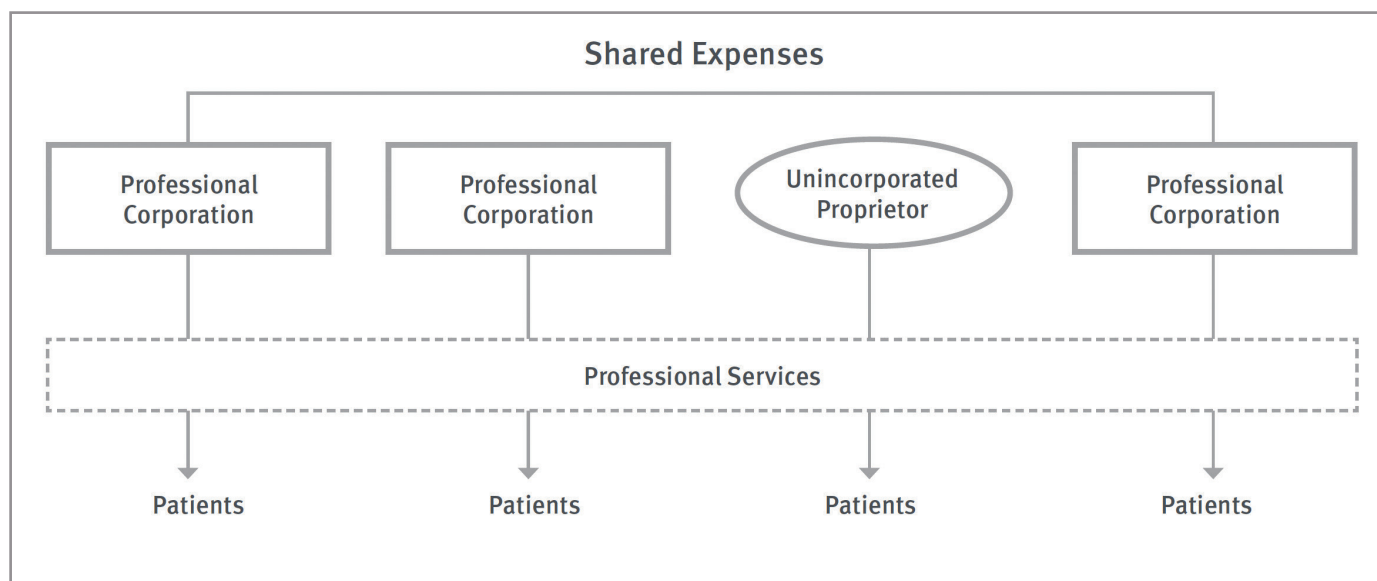 Shared Expenses
Professional
Corporation
Professional
Corporation
Unincorporated
Proprietor
Professional
Corporation
Professional Services
Patients
Patients
Patients
Patients